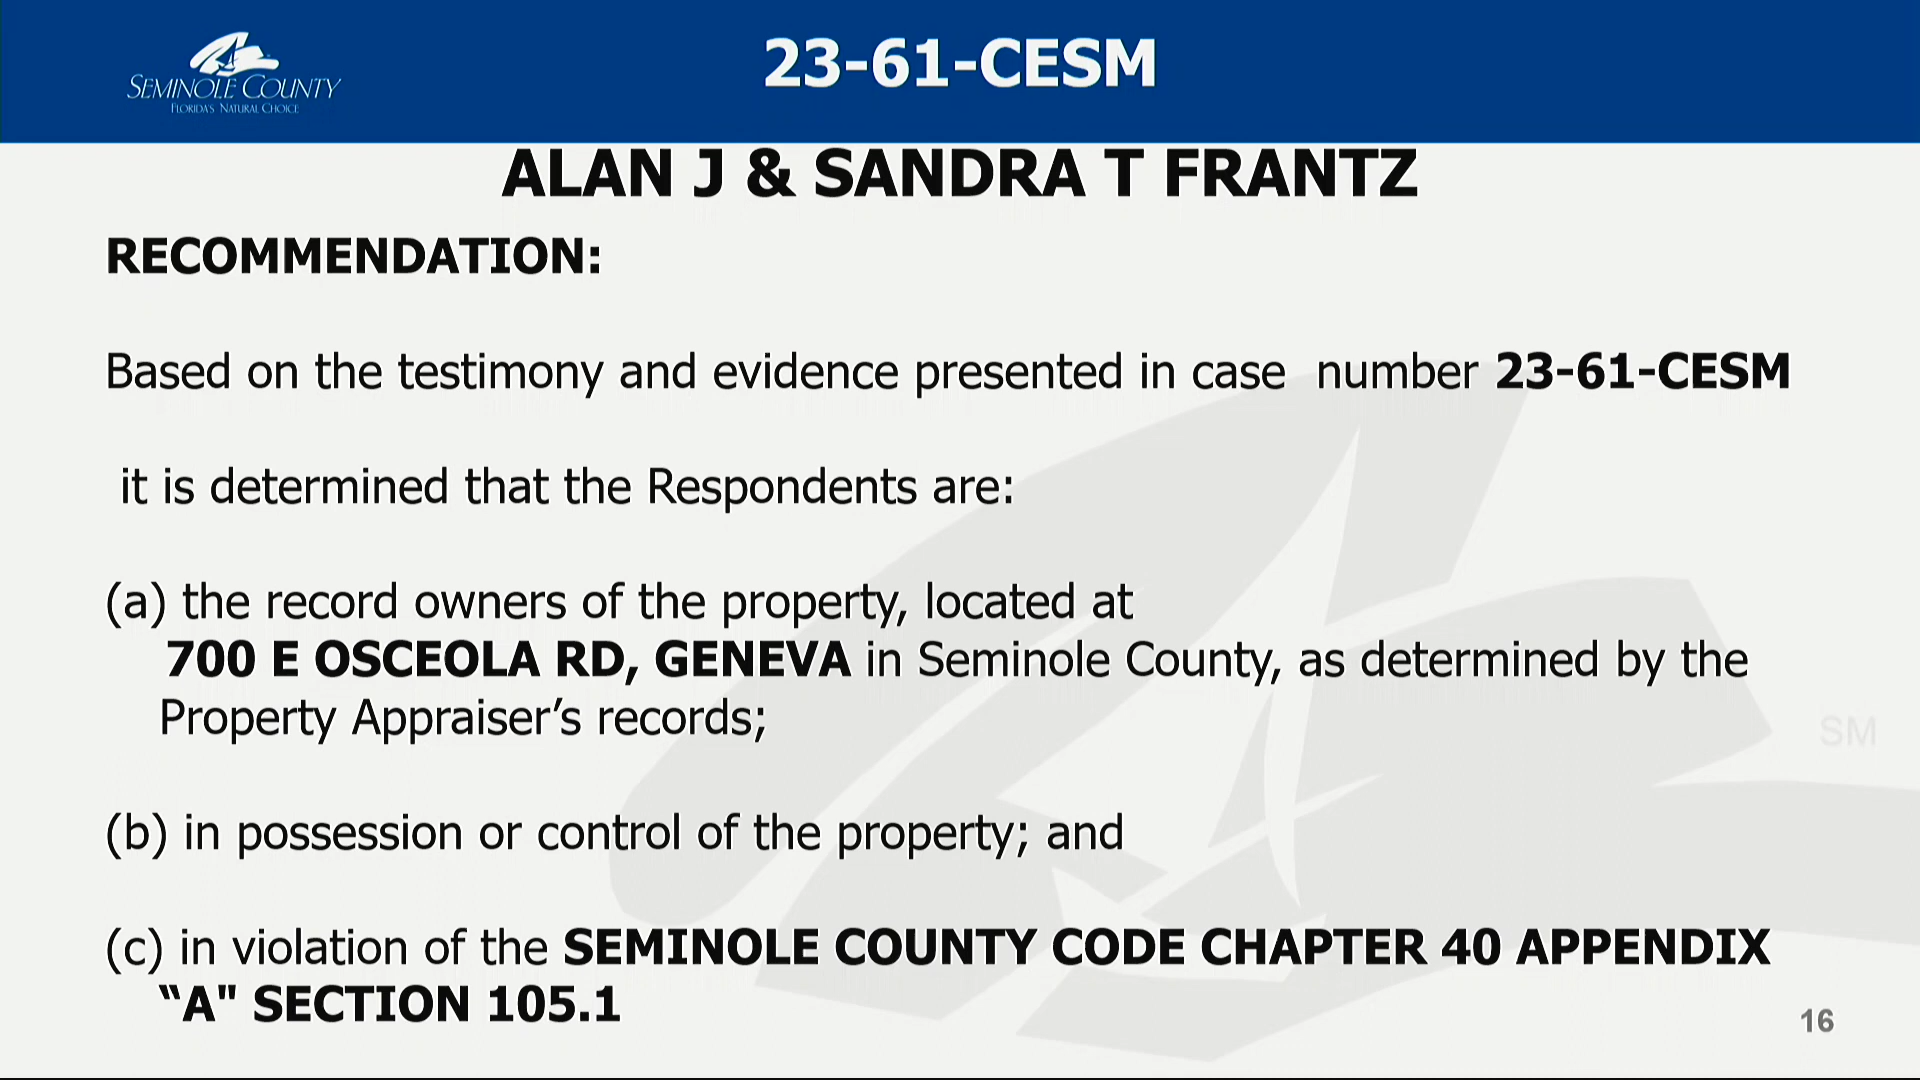 SEMINOLE COUNTY
FLORIDA'S NATURAL CHOICE
23-61-CESM
ALAN J & SANDRA T FRANTZ
RECOMMENDATION:
Based on the testimony and evidence presented in case number 23-61-CESM
it is determined that the Respondents are:
(a) the record owners of the property, located at
700 E OSCEOLA RD, GENEVA in Seminole County, as determined by the
Property Appraiser’s records;
SM
(b) in possession or control of the property; and
(c) in violation of the SEMINOLE COUNTY CODE CHAPTER 40 APPENDIX
“A" SECTION 105.1
16